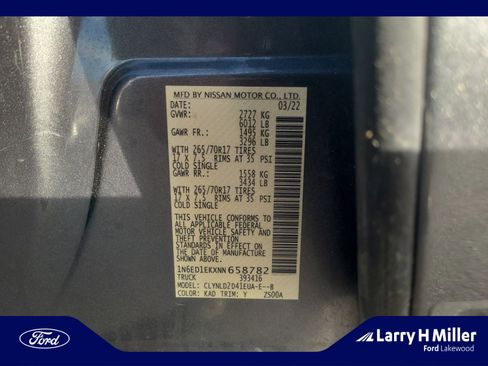 MFD BY NISSAN MOTOR CO., LTD.
DATE: 03/22
GVWR: 2727 KG
6012 LB
GAWR FR.: 1495 KG
3296 LB
WITH 265/70R17 TIRES
17 X 7.5 RIMS AT 35 PSI
COLD SINGLE
GAWR RR.: 1558 KG
3434 LB
WITH 265/70R17 TIRES
17 X 7.5 RIMS AT 35 PSI
COLD SINGLE
THIS VEHICLE CONFORMS TO
ALL APPLICABLE FEDERAL
MOTOR VEHICLE SAFETY AND
THEFT PREVENTION
STANDARDS IN EFFECT ON
THE DATE OF MANUFACTURE
SHOWN ABOVE.
1N6ED1EKXNN658782
TRUCK 393416
MODEL: CLYNLDZD41EUA-E--B
COLOR: KAD TRIM: Y ZS00A
Ford
Larry H Miller
Ford Lakewood